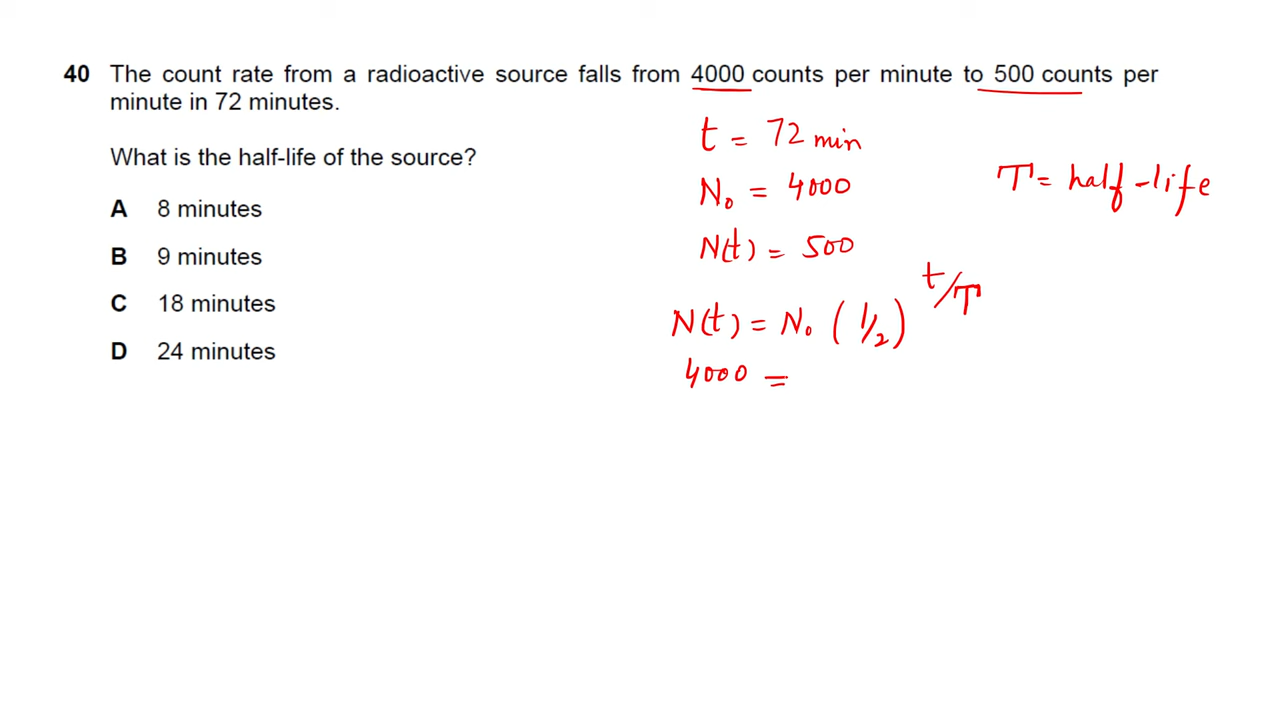 40 The count rate from a radioactive source falls from 4000 counts per minute to 500 counts per
minute in 72 minutes.
t = 72 min
What is the half-life of the source?
N₀ = 4000
T = half-life
A 8 minutes
N(t) = 500
B 9 minutes
C 18 minutes
N(t) = N₀ (1/2)^t/T
D 24 minutes
4000 =